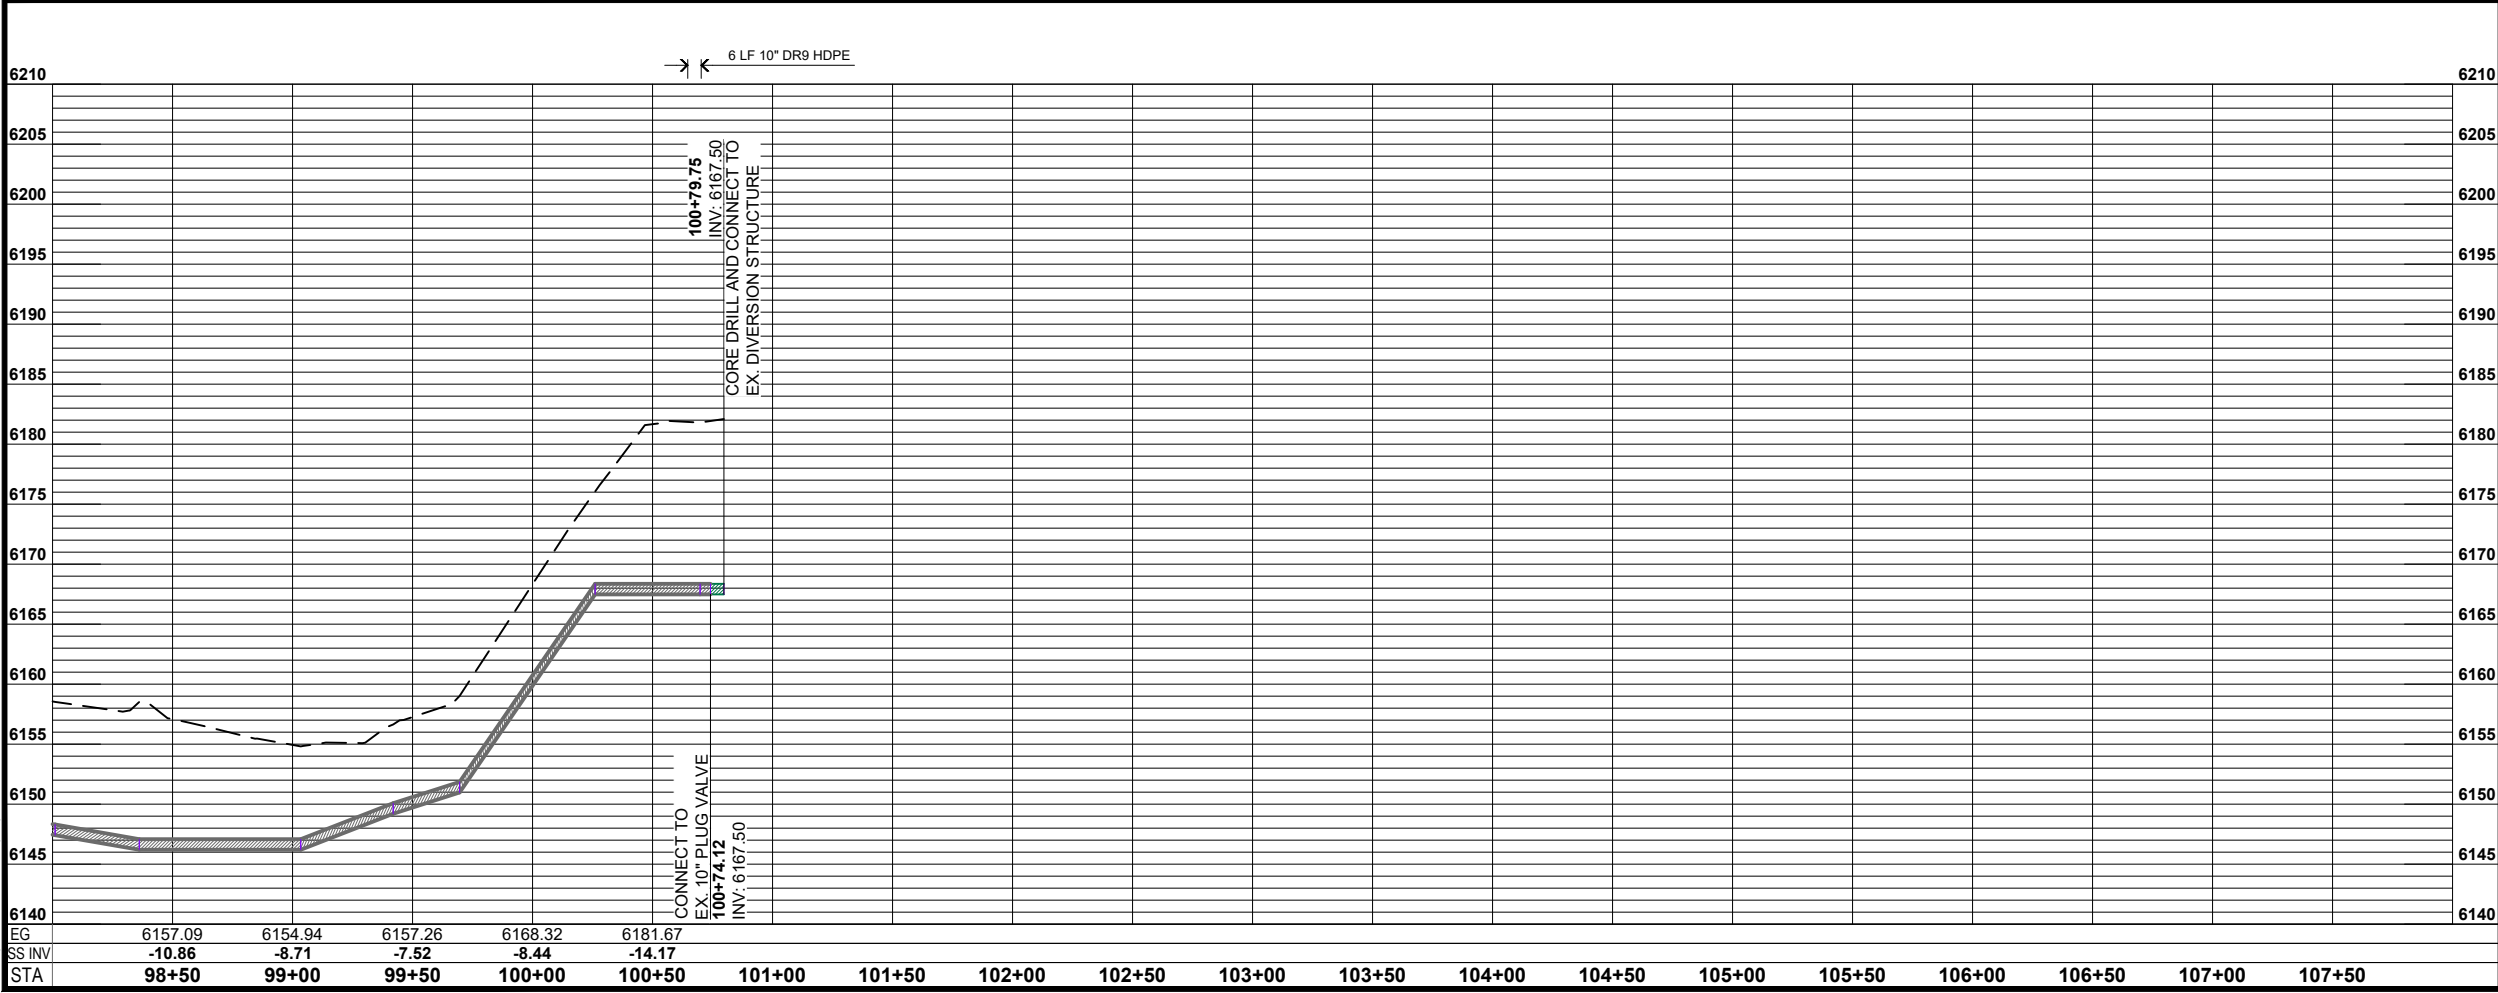 6 LF 10" DR9 HDPE
6210 6210
6205 6205
6200 6200
6195 6195
6190 6190
6185 6185
6180 6180
6175 6175
6170 6170
6165 6165
6160 6160
6155 6155
6150 6150
6145 6145
6140 6140
100+79.75
INV: 6167.50
CORE DRILL AND CONNECT TO
EX. DIVERSION STRUCTURE
CONNECT TO
EX. 10" PLUG VALVE
100+74.12
INV: 6167.50
EG 6157.09 6154.94 6157.26 6168.32 6181.67
SS INV -10.86 -8.71 -7.52 -8.44 -14.17
STA 98+50 99+00 99+50 100+00 100+50 101+00 101+50 102+00 102+50 103+00 103+50 104+00 104+50 105+00 105+50 106+00 106+50 107+00 107+50